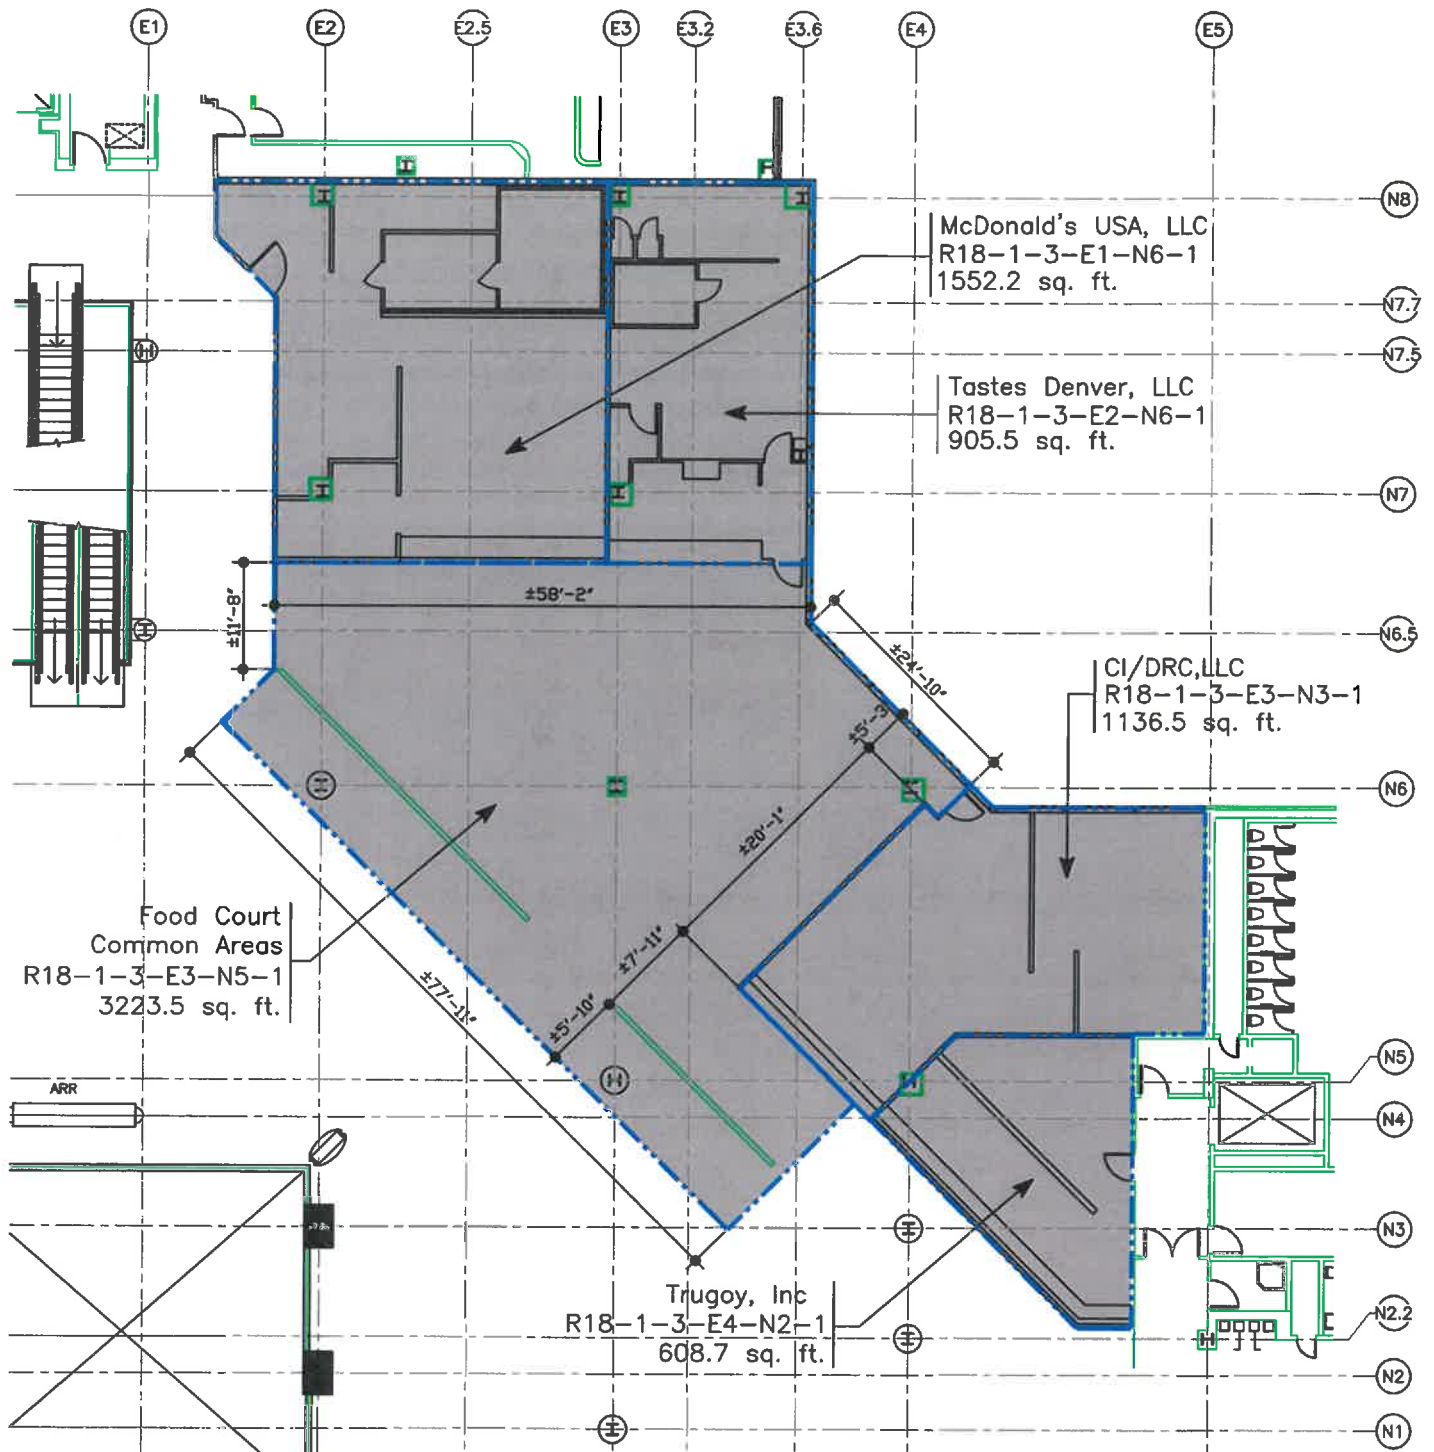 E1
E2
E2.5
E3
E3.2
E3.6
E4
E5
N8
McDonald's USA, LLC
R18-1-3-E1-N6-1
1552.2 sq. ft.
N7.7
N7.5
Tastes Denver, LLC
R18-1-3-E2-N6-1
905.5 sq. ft.
N7
±58'-2"
±11'-8"
N6.5
±24'-10"
CI/DRC,LLC
R18-1-3-E3-N3-1
1136.5 sq. ft.
±5'-3
N6
±20'-1"
Food Court
Common Areas
R18-1-3-E3-N5-1
3223.5 sq. ft.
±7'-11"
±77'-11"
±5'-10"
N5
ARR
N4
N3
Trugoy, Inc
R18-1-3-E4-N2-1
608.7 sq. ft.
N2.2
N2
N1